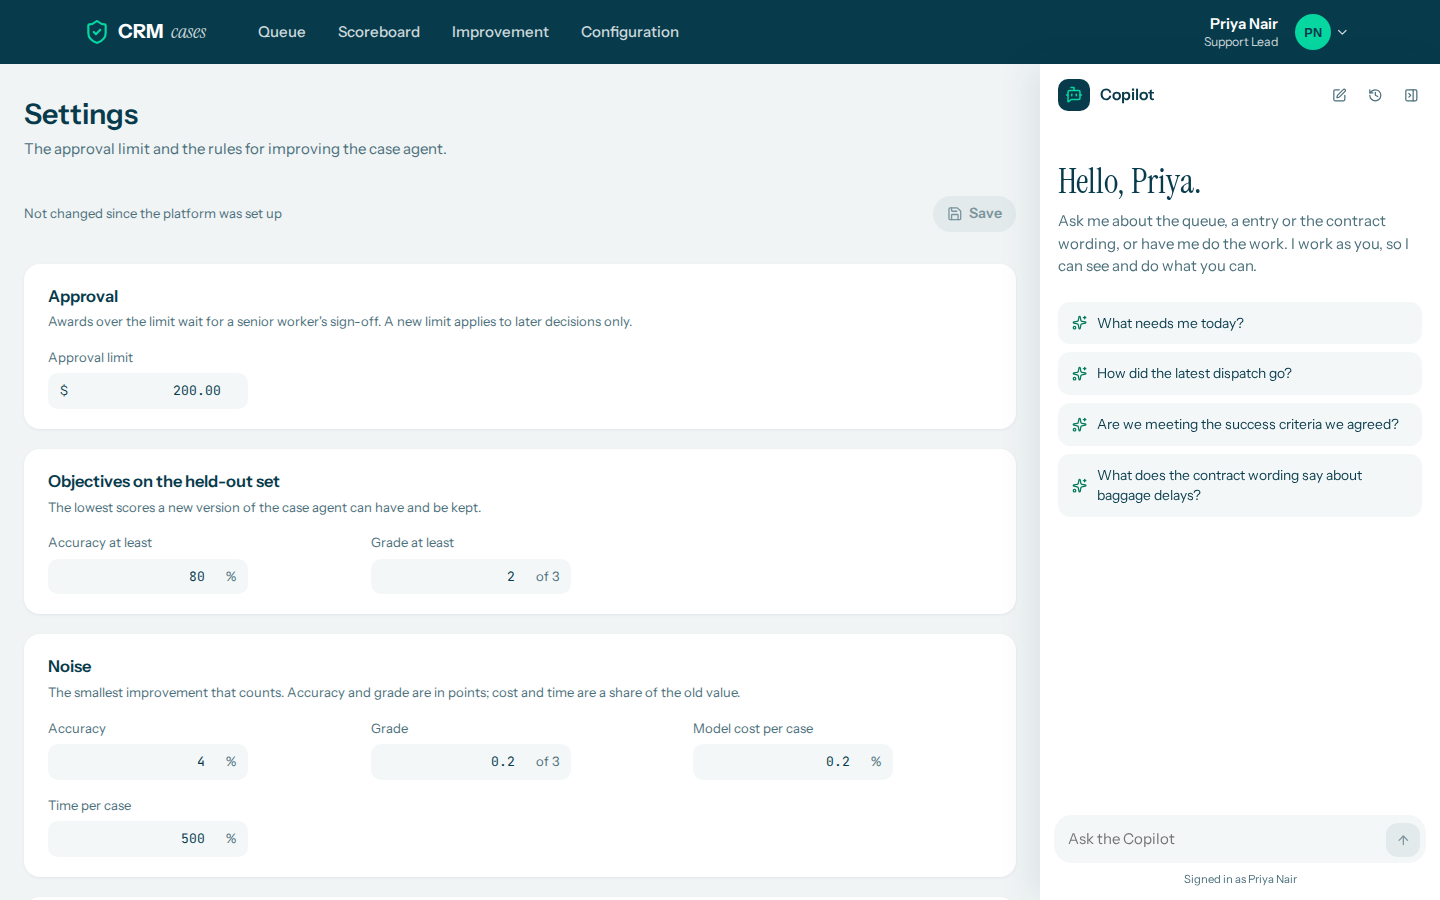 CRM cases
Queue
Scoreboard
Improvement
Configuration
Priya Nair
Support Lead
PN
Settings
The approval limit and the rules for improving the case agent.
Not changed since the platform was set up
Save
Approval
Awards over the limit wait for a senior worker's sign-off. A new limit applies to later decisions only.
Approval limit
$ 200.00
Objectives on the held-out set
The lowest scores a new version of the case agent can have and be kept.
Accuracy at least
Grade at least
80 %
2 of 3
Noise
The smallest improvement that counts. Accuracy and grade are in points; cost and time are a share of the old value.
Accuracy
Grade
Model cost per case
4 %
0.2 of 3
0.2 %
Time per case
500 %
Copilot
Hello, Priya.
Ask me about the queue, a entry or the contract
wording, or have me do the work. I work as you, so I
can see and do what you can.
What needs me today?
How did the latest dispatch go?
Are we meeting the success criteria we agreed?
What does the contract wording say about
baggage delays?
Ask the Copilot
Signed in as Priya Nair